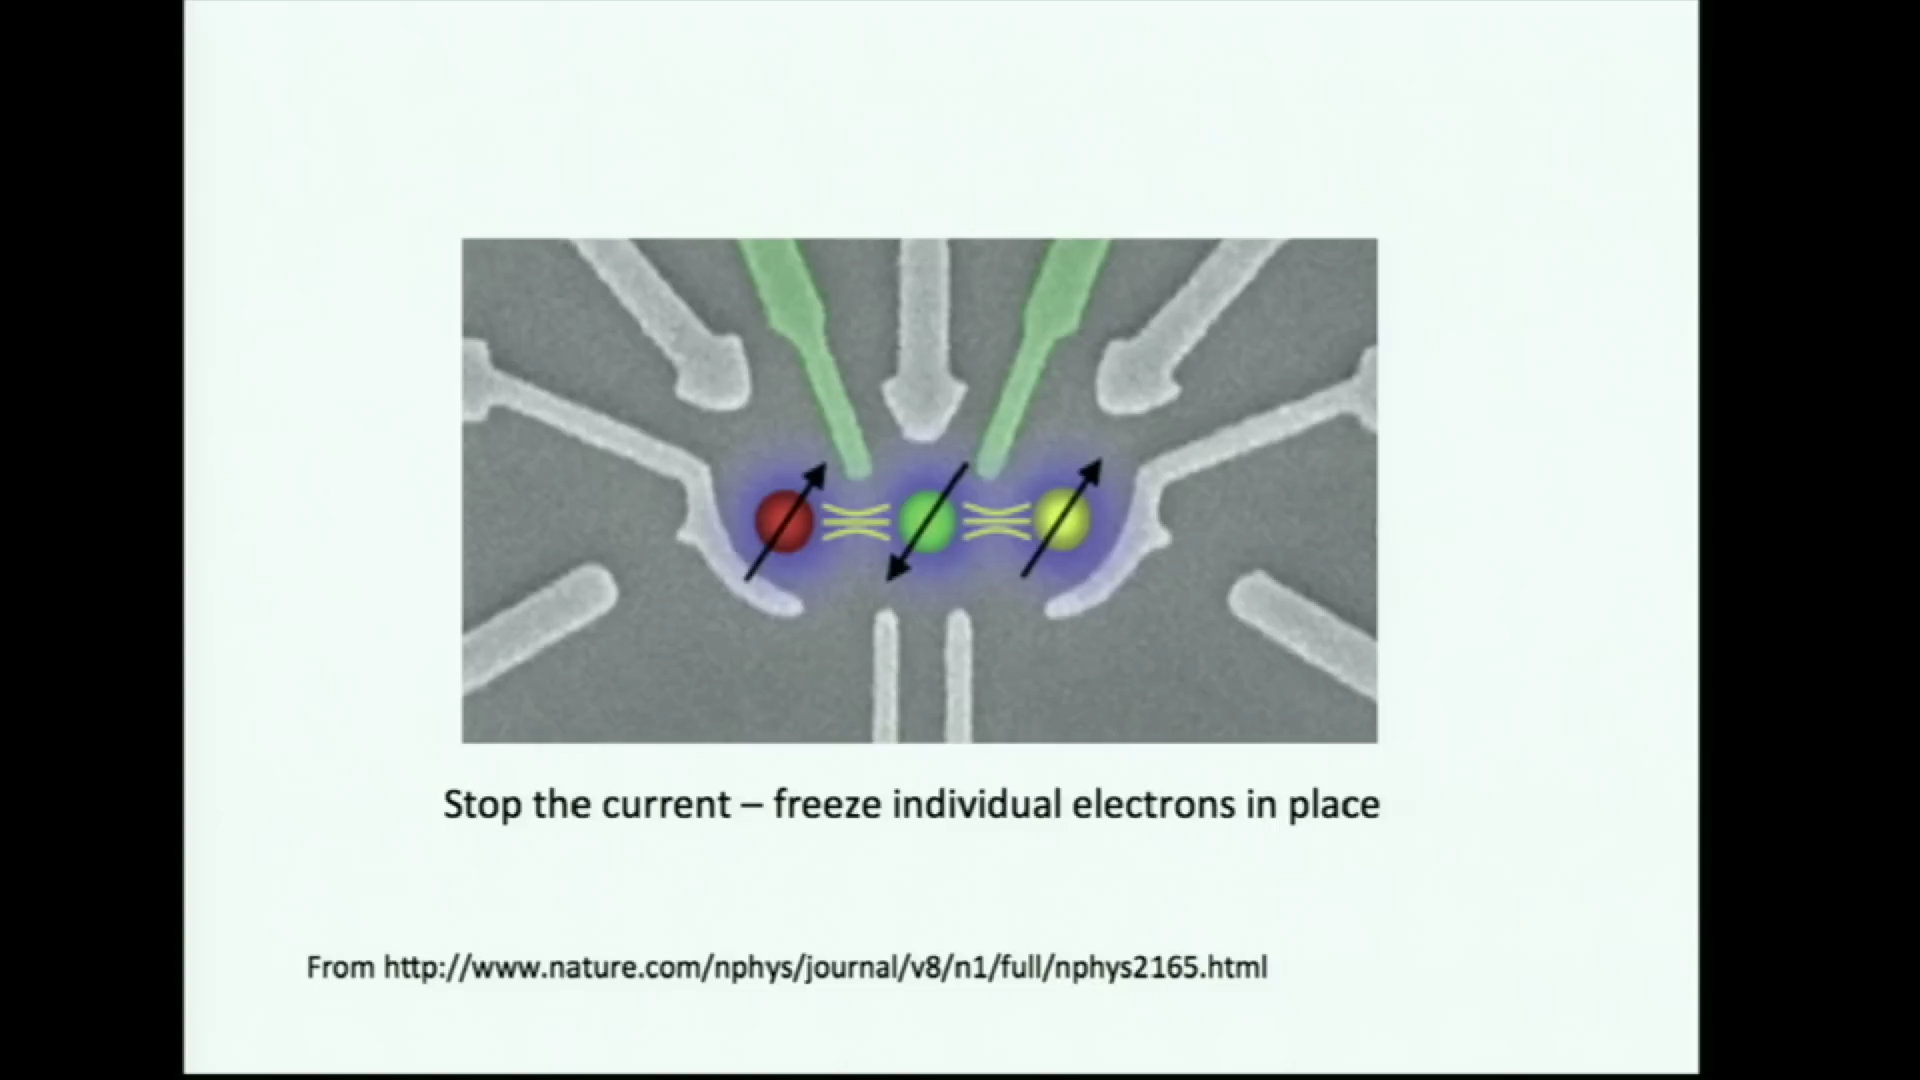 Stop the current – freeze individual electrons in place
From http://www.nature.com/nphys/journal/v8/n1/full/nphys2165.html